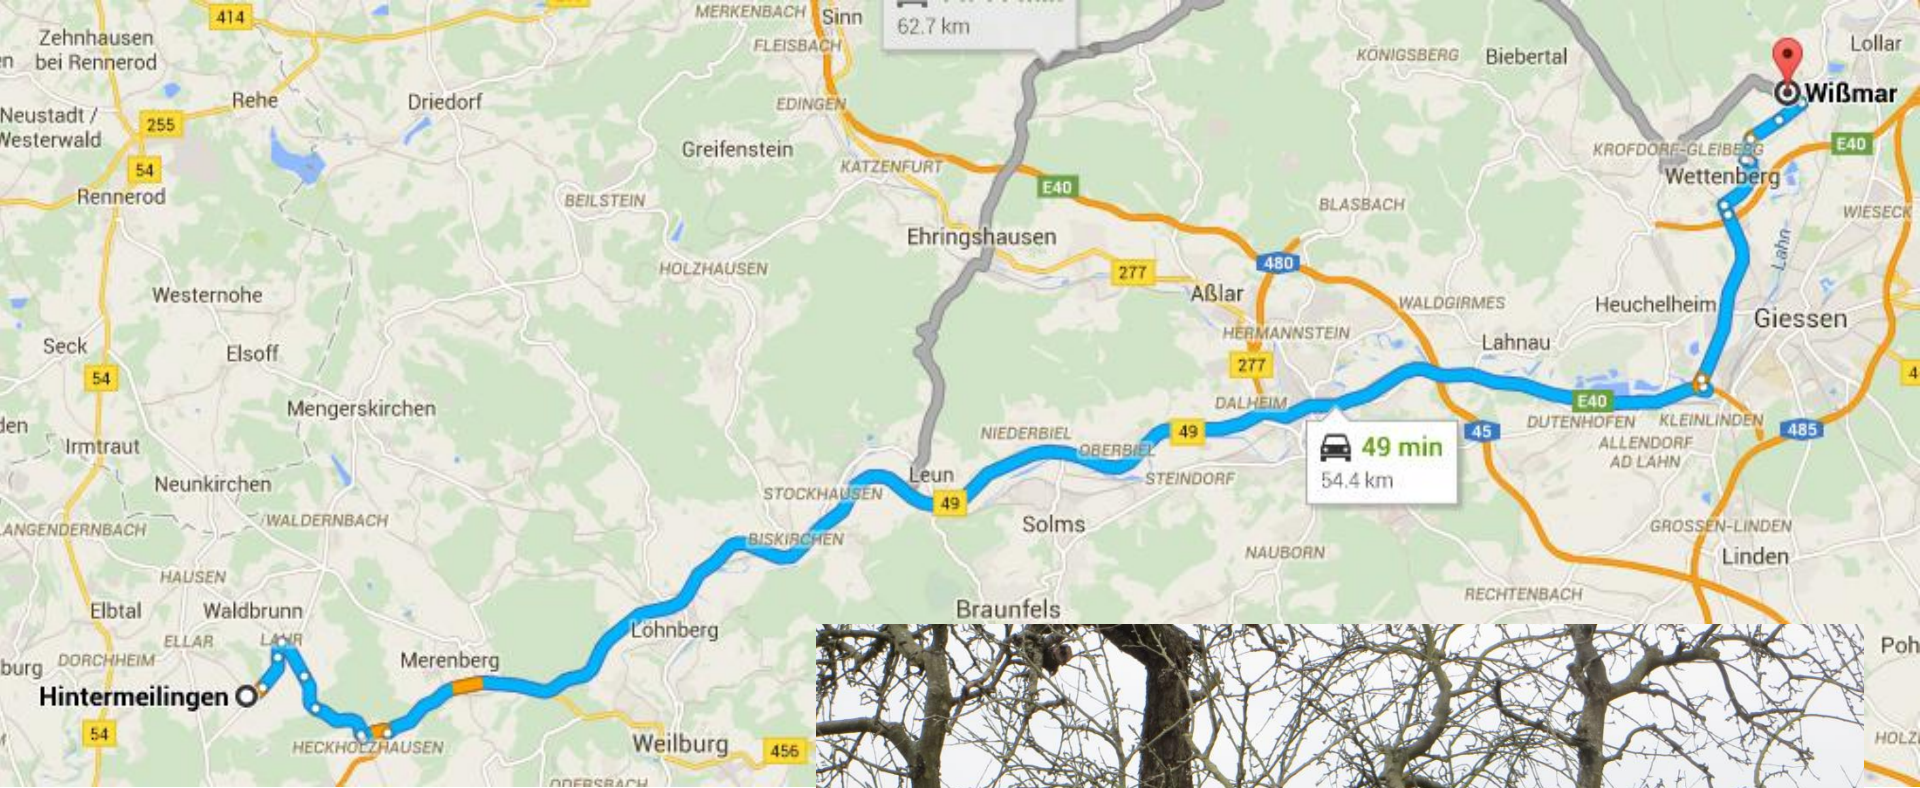 414
Zehnhausen
bei Rennerod
MERKENBACH
Sinn
FLEISBACH
62.7 km
KÖNIGSBERG
Biebertal
Lollar
Rehe
Driedorf
EDINGEN
Wißmar
Neustadt /
Westerwald
255
54
Greifenstein
KATZENFURT
E40
KROFDORF-GLEIBERG
E40
Wettenberg
Rennerod
BEILSTEIN
BLASBACH
WIESECK
Ehringshausen
HOLZHAUSEN
277
480
Lahn
Westernohe
Aßlar
WALDGIRMES
Heuchelheim
Giessen
HERMANNSTEIN
Lahnau
Seck
Elsoff
54
277
Mengerskirchen
DALHEIM
E40
DUTENHOFEN
KLEINLINDEN
485
Irmtraut
NIEDERBIEL
OBERBIEL
49
49 min
54.4 km
45
ALLENDORF
AD LAHN
Neunkirchen
STOCKHAUSEN
Leun
49
STEINDORF
LANGENDERNBACH
WALDERNBACH
Solms
BISKIRCHEN
NAUBORN
GROSSEN-LINDEN
Linden
HAUSEN
RECHTENBACH
Elbtal
Waldbrunn
Braunfels
ELLAR
LAHR
Löhnberg
DORCHHEIM
Merenberg
Hintermeilingen
54
HECKHOLZHAUSEN
Weilburg
456
ODERSBACH